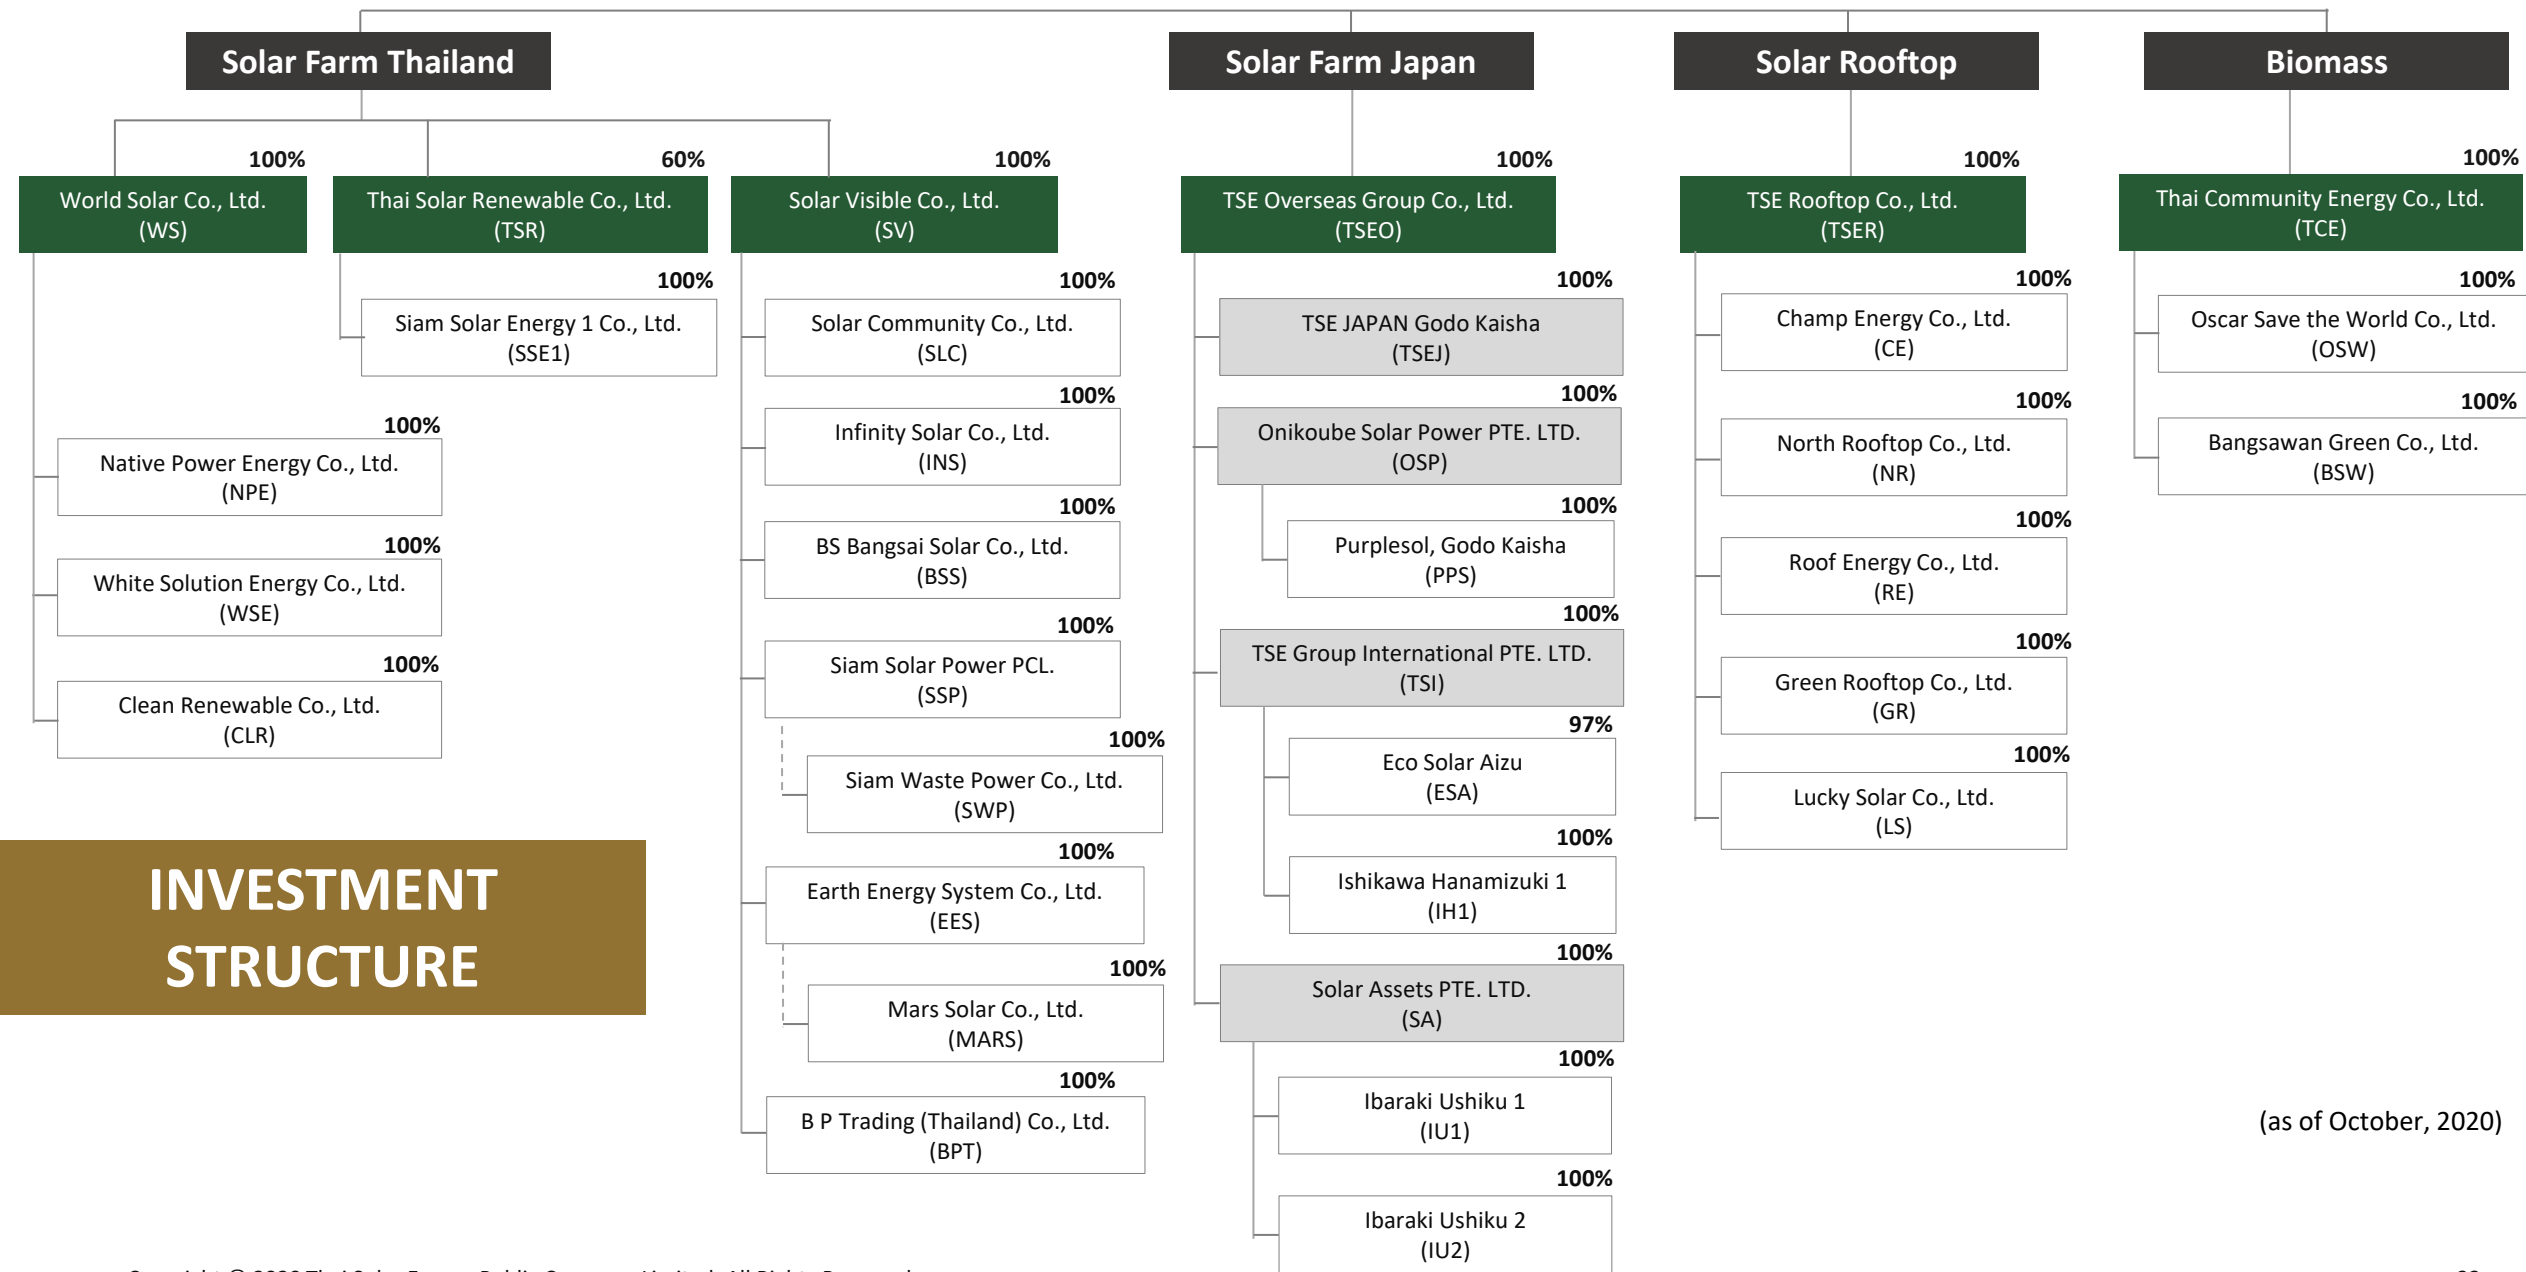 Solar Farm Thailand
Solar Farm Japan
Solar Rooftop
Biomass
100%
World Solar Co., Ltd.
(WS)
60%
Thai Solar Renewable Co., Ltd.
(TSR)
100%
Solar Visible Co., Ltd.
(SV)
100%
TSE Overseas Group Co., Ltd.
(TSEO)
100%
TSE Rooftop Co., Ltd.
(TSER)
100%
Thai Community Energy Co., Ltd.
(TCE)
100%
Native Power Energy Co., Ltd.
(NPE)
100%
White Solution Energy Co., Ltd.
(WSE)
100%
Clean Renewable Co., Ltd.
(CLR)
100%
Siam Solar Energy 1 Co., Ltd.
(SSE1)
100%
Solar Community Co., Ltd.
(SLC)
100%
Infinity Solar Co., Ltd.
(INS)
100%
BS Bangsai Solar Co., Ltd.
(BSS)
100%
Siam Solar Power PCL.
(SSP)
100%
Siam Waste Power Co., Ltd.
(SWP)
100%
Earth Energy System Co., Ltd.
(EES)
100%
Mars Solar Co., Ltd.
(MARS)
100%
B P Trading (Thailand) Co., Ltd.
(BPT)
100%
TSE JAPAN Godo Kaisha
(TSEJ)
100%
Onikoube Solar Power PTE. LTD.
(OSP)
100%
Purplesol, Godo Kaisha
(PPS)
100%
TSE Group International PTE. LTD.
(TSI)
97%
Eco Solar Aizu
(ESA)
100%
Ishikawa Hanamizuki 1
(IH1)
100%
Solar Assets PTE. LTD.
(SA)
100%
Ibaraki Ushiku 1
(IU1)
100%
Ibaraki Ushiku 2
(IU2)
100%
Champ Energy Co., Ltd.
(CE)
100%
North Rooftop Co., Ltd.
(NR)
100%
Roof Energy Co., Ltd.
(RE)
100%
Green Rooftop Co., Ltd.
(GR)
100%
Lucky Solar Co., Ltd.
(LS)
100%
Oscar Save the World Co., Ltd.
(OSW)
100%
Bangsawan Green Co., Ltd.
(BSW)
INVESTMENT
STRUCTURE
(as of October, 2020)